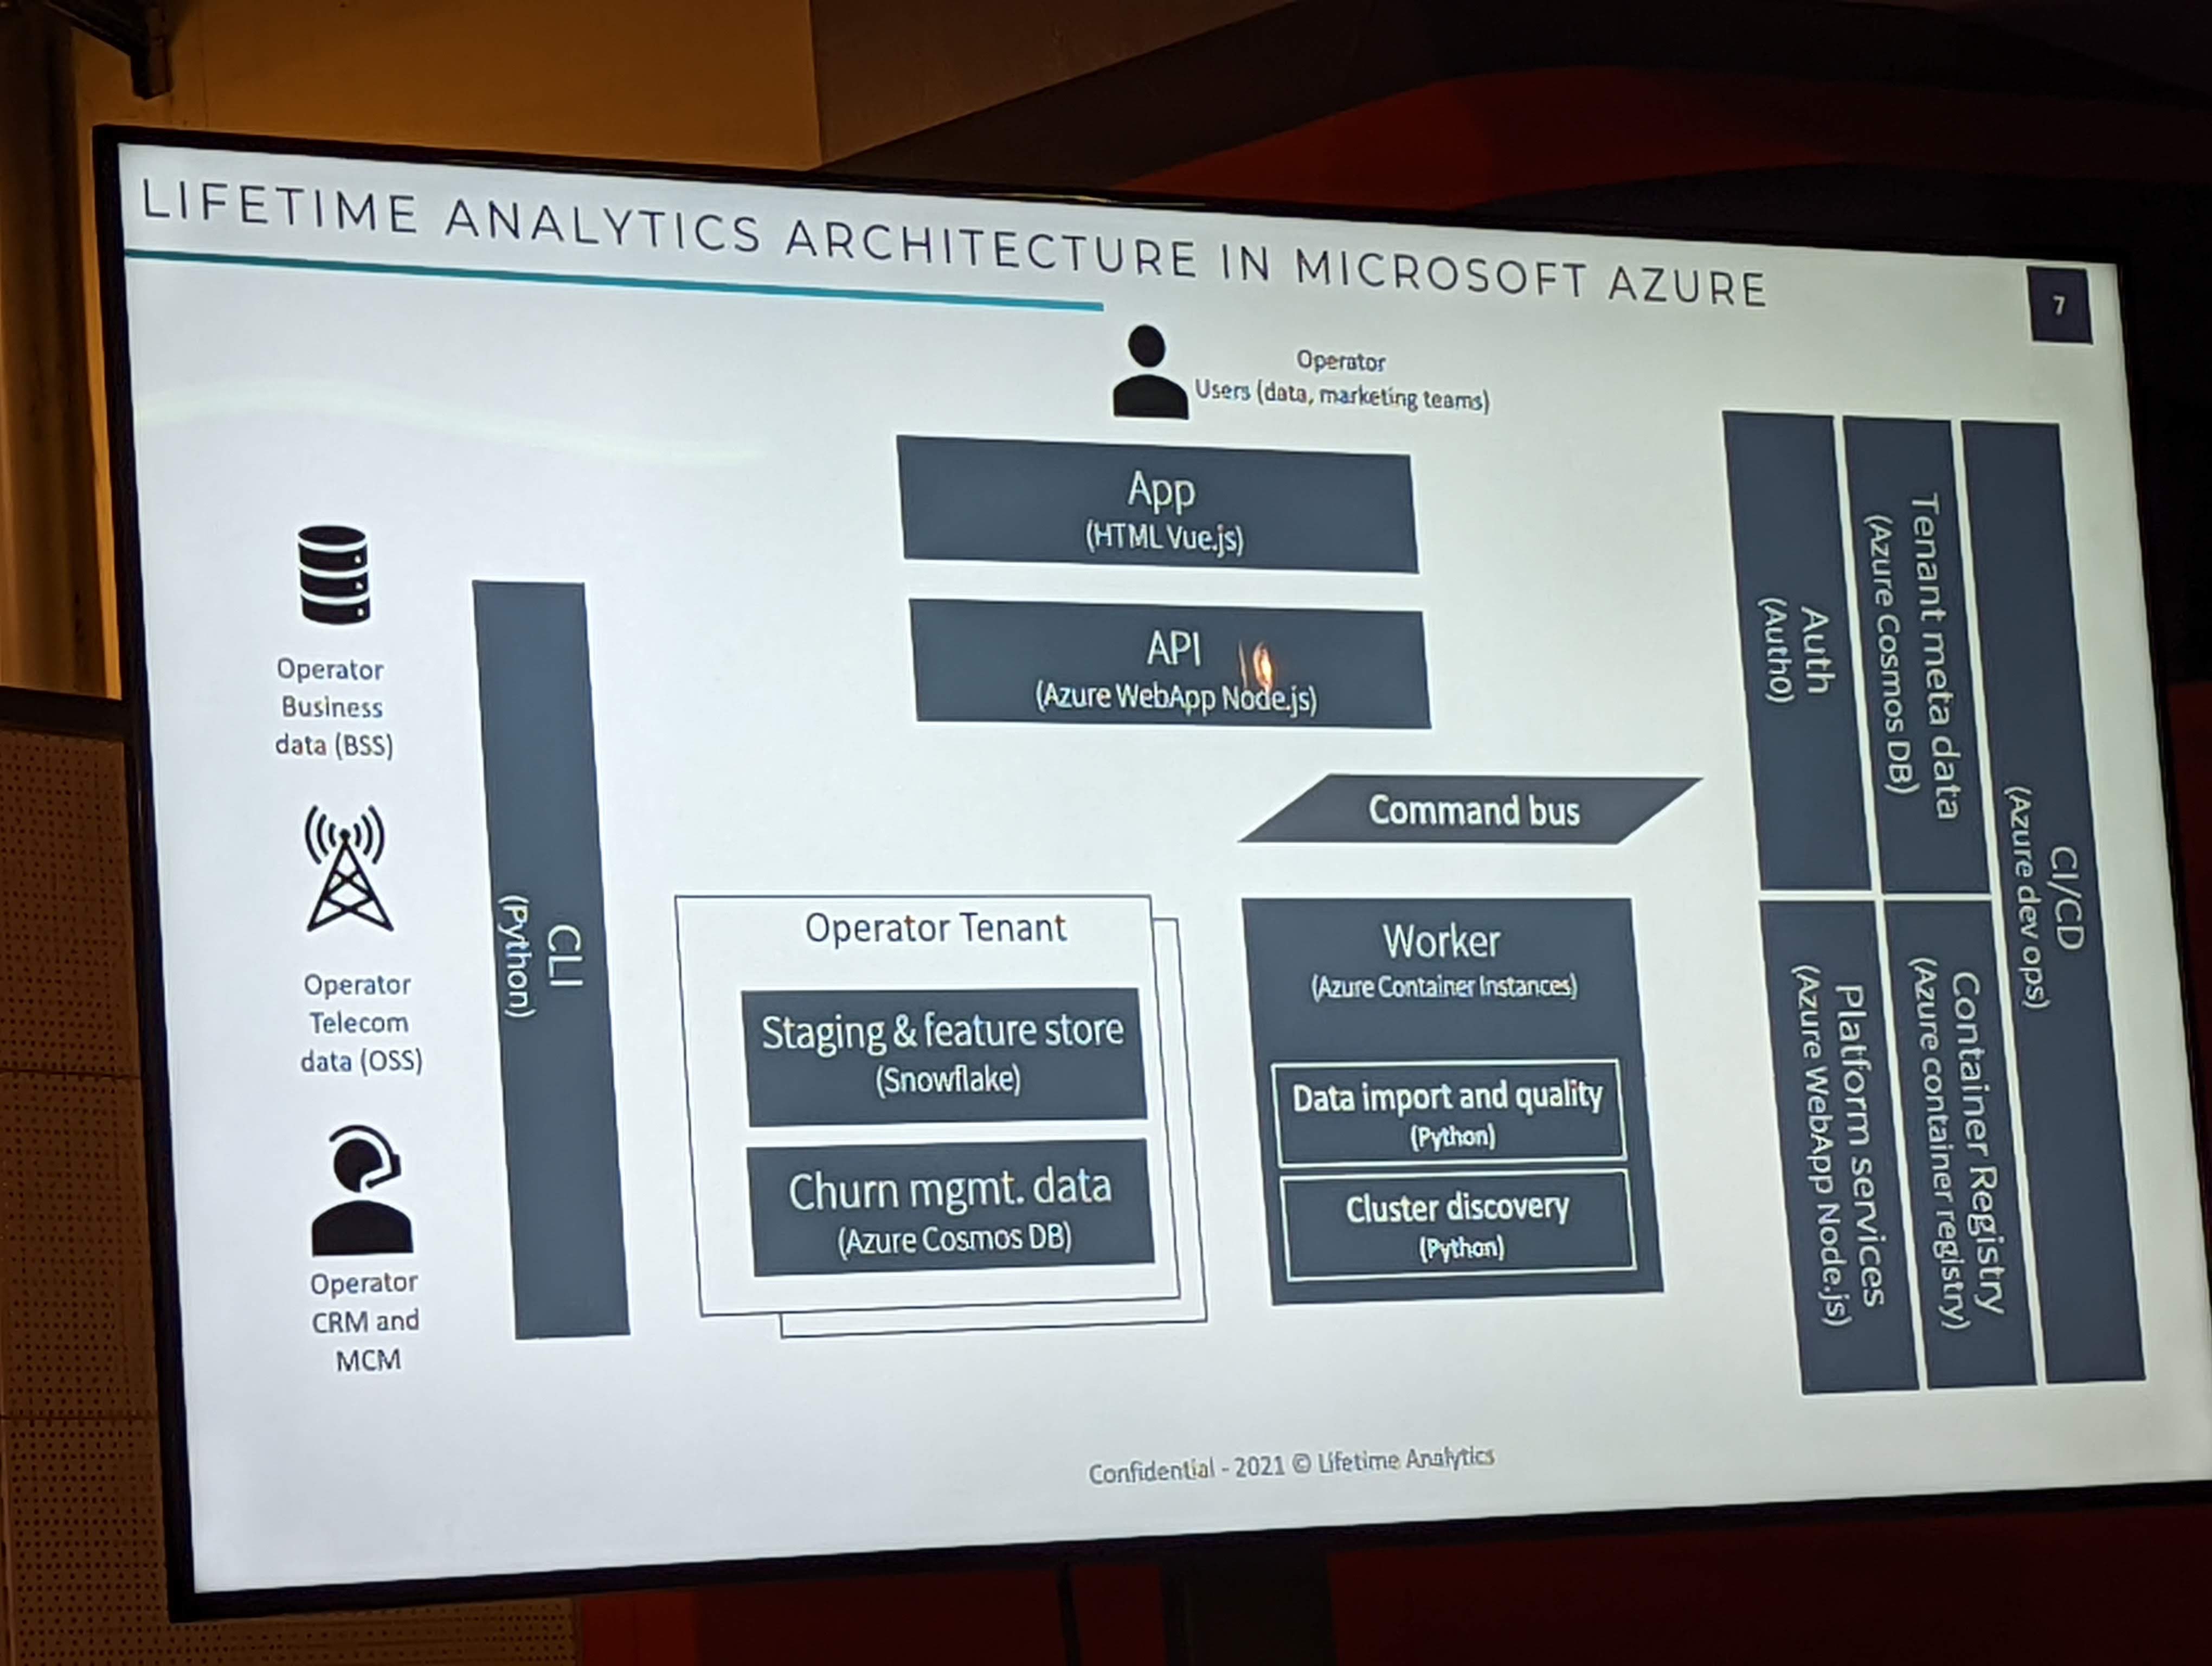 LIFETIME ANALYTICS ARCHITECTURE IN MICROSOFT AZURE
7
Operator
Users (data, marketing teams)
App
(HTML Vue.js)
API
(Azure WebApp Node.js)
Command bus
Operator
Business
data (BSS)
Operator
Telecom
data (OSS)
Operator
CRM and
MCM
CLI
(Python)
Operator Tenant
Staging & feature store
(Snowflake)
Churn mgmt. data
(Azure Cosmos DB)
Worker
(Azure Container Instances)
Data import and quality
(Python)
Cluster discovery
(Python)
Auth
(Auth0)
Tenant meta data
(Azure Cosmos DB)
Platform services
(Azure WebApp Node.js)
Container Registry
(Azure container registry)
CI/CD
(Azure dev ops)
Confidential - 2021 © Lifetime Analytics